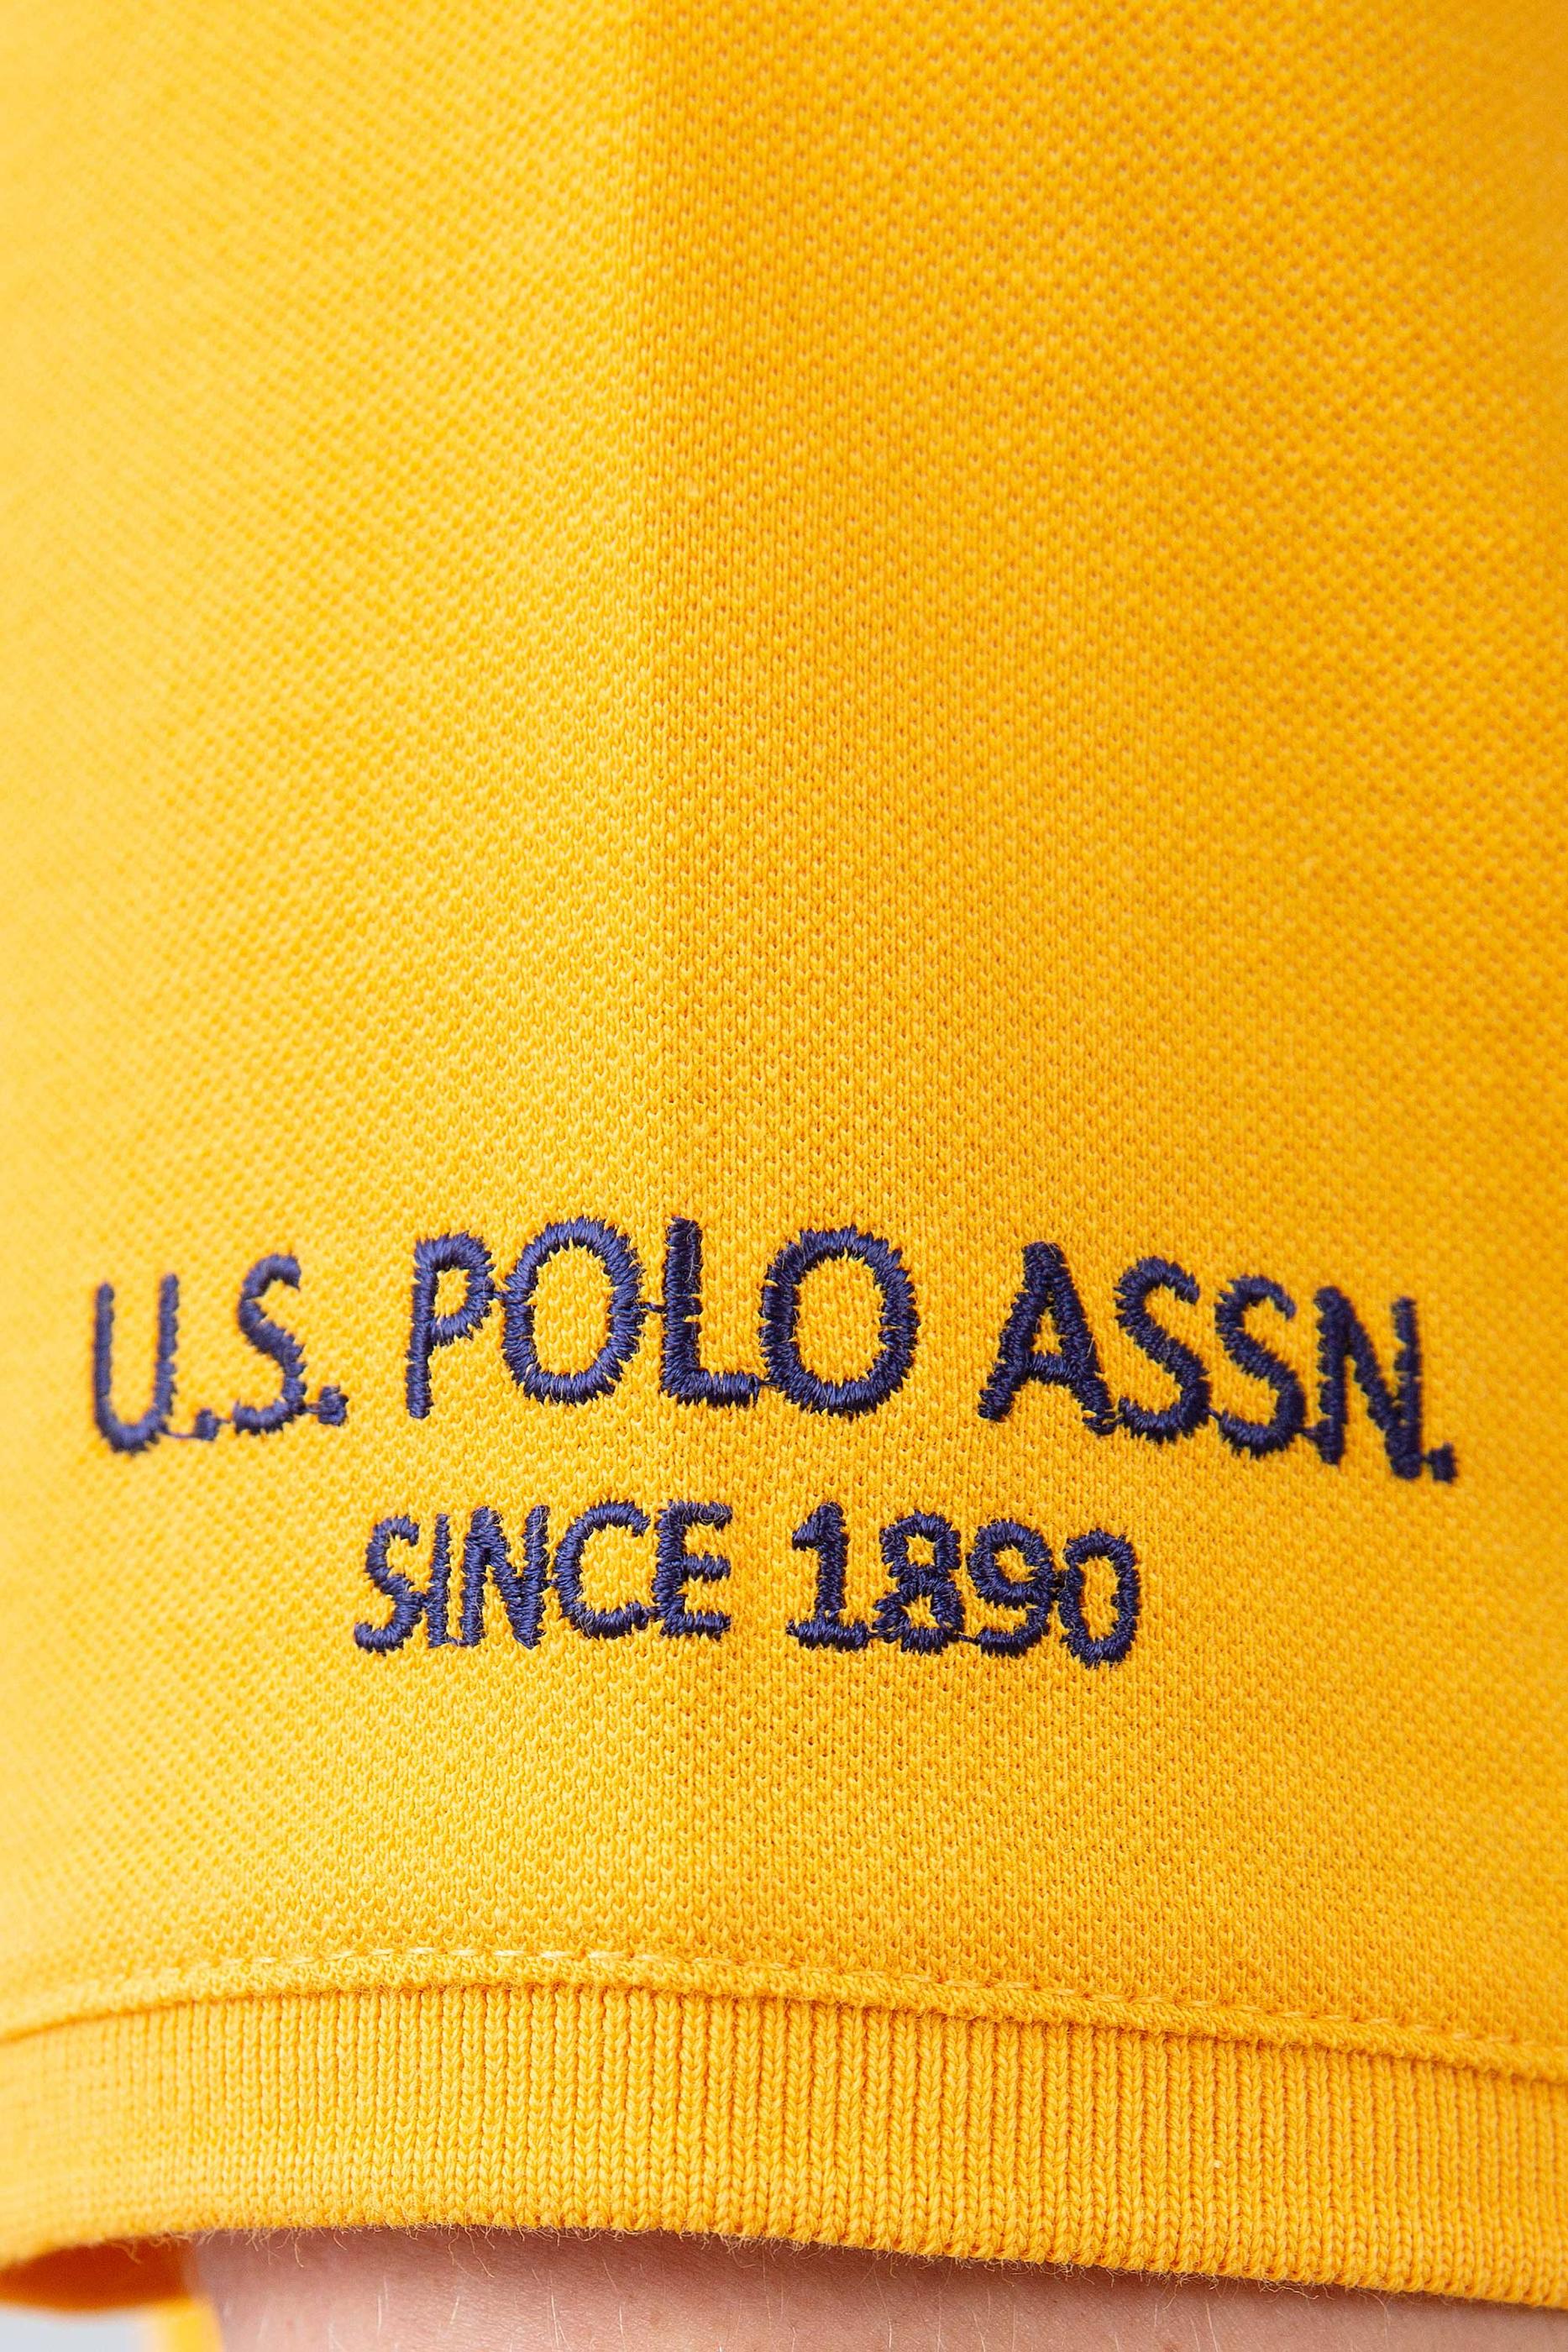 U.S. POLO ASSN.
SINCE 1890